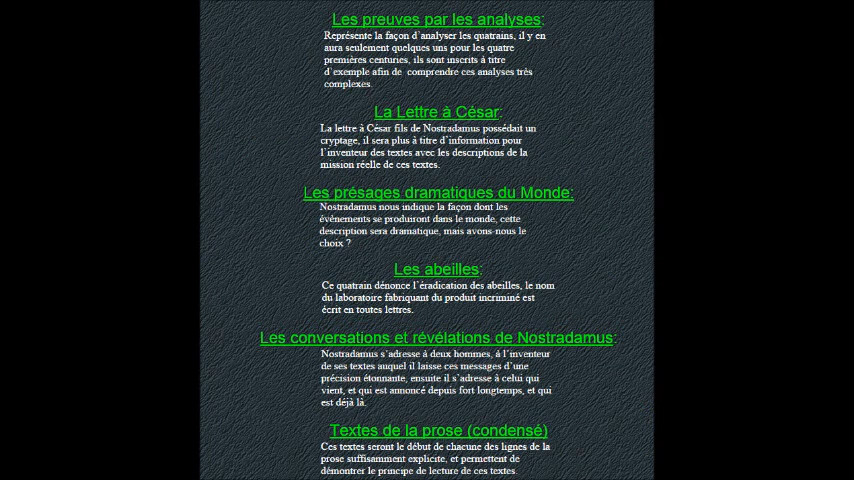 Les preuves par les analyses:
Représente la façon d’analyser les quatrains, il y en
aura seulement quelques uns pour les quatre
premières centuries, ils sont inscrits à titre
d’exemple afin de comprendre ces analyses très
complexes.
La Lettre à César:
La lettre à César fils de Nostradamus possédait un
cryptage, il sera plus à titre d’information pour
l’inventeur des textes avec les descriptions de la
mission réelle de ces textes.
Les présages dramatiques du Monde:
Nostradamus nous indique la façon dont les
événements se produiront dans le monde, cette
description sera dramatique, mais avons-nous le
choix ?
Les abeilles:
Ce quatrain dénonce l’éradication des abeilles, le nom
du laboratoire fabriquant du produit incriminé est
écrit en toutes lettres.
Les conversations et révélations de Nostradamus:
Nostradamus s’adresse à deux hommes, à l’inventeur
de ses textes auquel il laisse ces messages d’une
précision étonnante, ensuite il s’adresse à celui qui
vient, et qui est annoncé depuis fort longtemps, et qui
est déjà là.
Textes de la prose (condensé)
Ces textes seront le début de chacune des lignes de la
prose suffisamment explicite, et permettent de
démontrer le principe de lecture de ces textes.